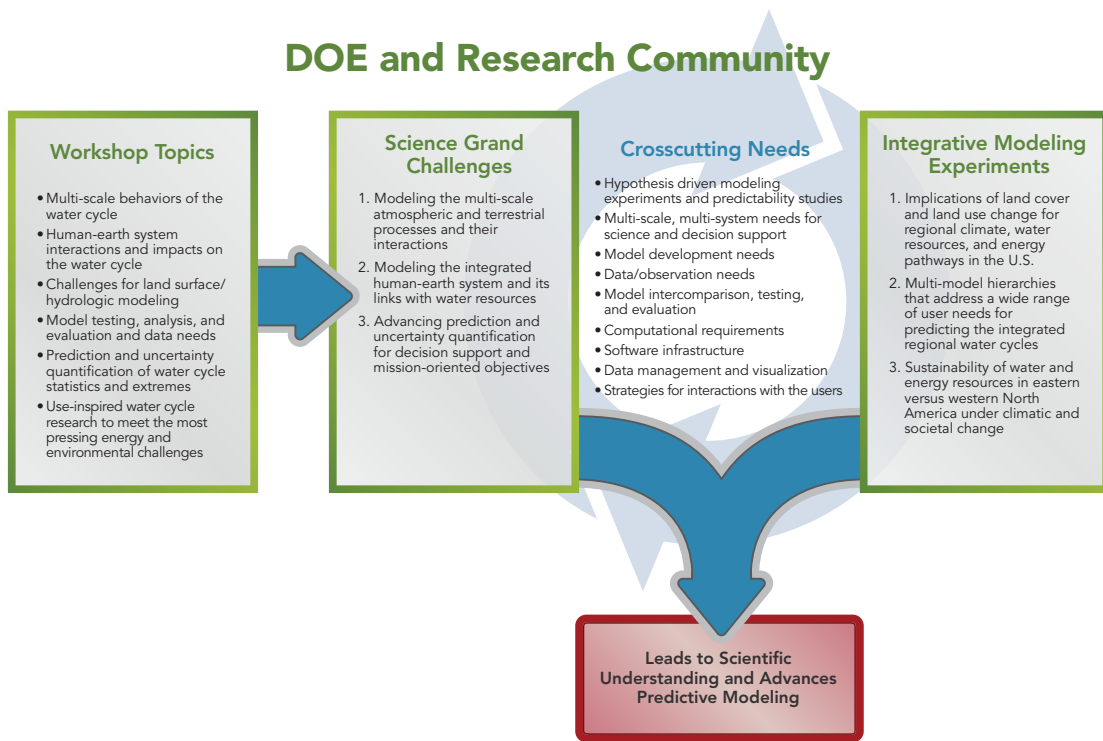 DOE and Research Community
Workshop Topics
• Multi-scale behaviors of the
water cycle
• Human-earth system
interactions and impacts on
the water cycle
• Challenges for land surface/
hydrologic modeling
• Model testing, analysis, and
evaluation and data needs
• Prediction and uncertainty
quantification of water cycle
statistics and extremes
• Use-inspired water cycle
research to meet the most
pressing energy and
environmental challenges
Science Grand
Challenges
1. Modeling the multi-scale
atmospheric and terrestrial
processes and their
interactions
2. Modeling the integrated
human-earth system and its
links with water resources
3. Advancing prediction and
uncertainty quantification
for decision support and
mission-oriented objectives
Crosscutting Needs
• Hypothesis driven modeling
experiments and predictability studies
• Multi-scale, multi-system needs for
science and decision support
• Model development needs
• Data/observation needs
• Model intercomparison, testing,
and evaluation
• Computational requirements
• Software infrastructure
• Data management and visualization
• Strategies for interactions with the users
Integrative Modeling
Experiments
1. Implications of land cover
and land use change for
regional climate, water
resources, and energy
pathways in the U.S.
2. Multi-model hierarchies
that address a wide range
of user needs for
predicting the integrated
regional water cycles
3. Sustainability of water and
energy resources in eastern
versus western North
America under climatic and
societal change
Leads to Scientific
Understanding and Advances
Predictive Modeling